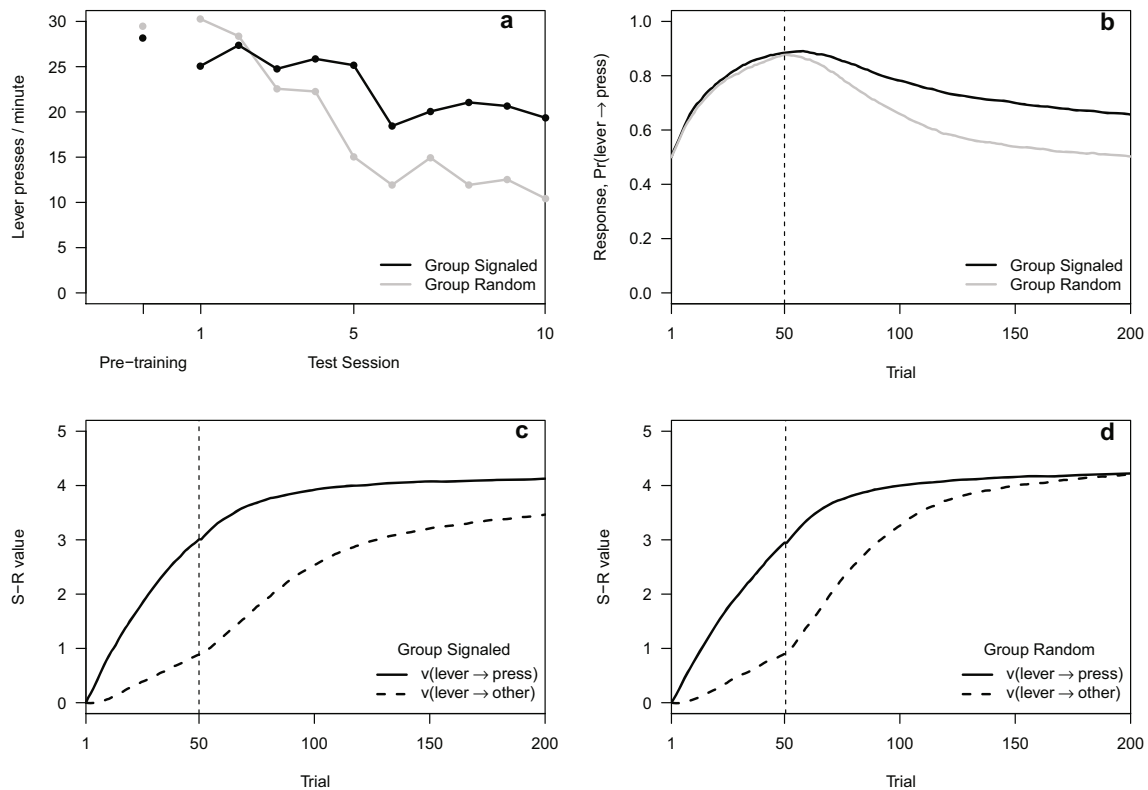 a
Lever presses / minute
30
25
20
15
10
5
0
Group Signaled
Group Random
1
5
10
Pre−training
Test Session
b
Response, Pr(lever → press)
1.0
0.8
0.6
0.4
0.2
0.0
Group Signaled
Group Random
1
50
100
150
200
Trial
c
S−R value
5
4
3
2
1
0
Group Signaled
v(lever → press)
v(lever → other)
1
50
100
150
200
Trial
d
S−R value
5
4
3
2
1
0
Group Random
v(lever → press)
v(lever → other)
1
50
100
150
200
Trial